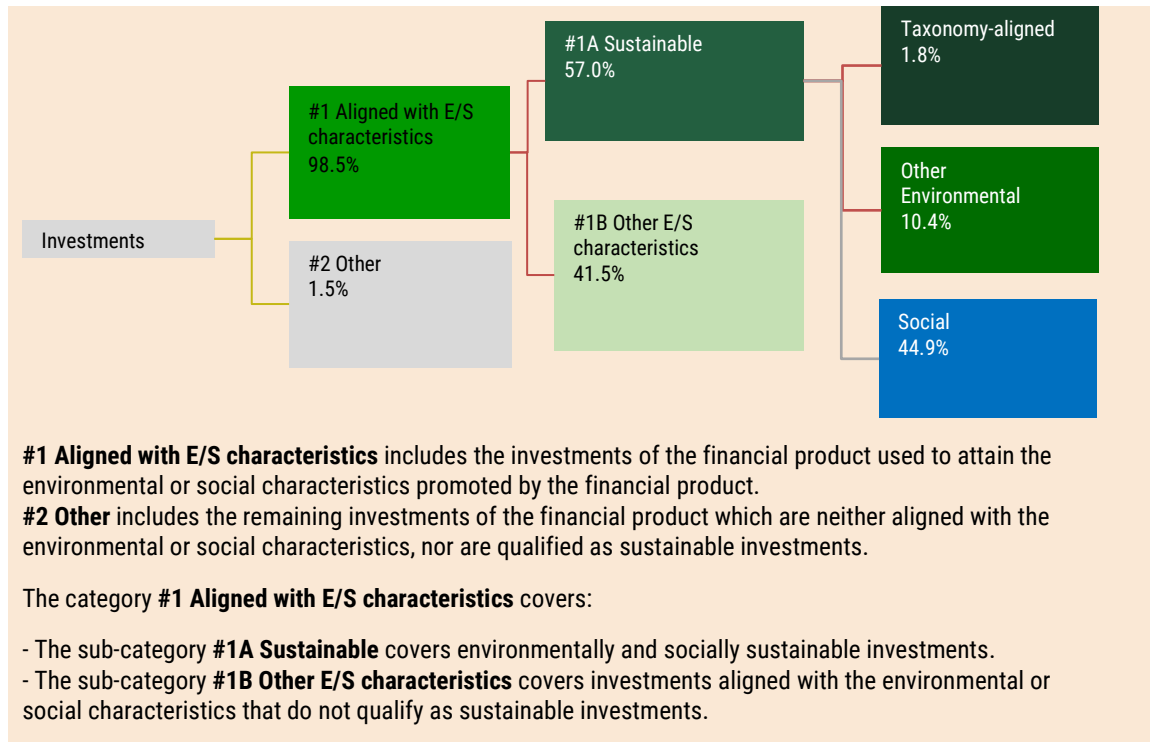 Investments
#1 Aligned with E/S
characteristics
98.5%
#2 Other
1.5%
#1A Sustainable
57.0%
#1B Other E/S
characteristics
41.5%
Taxonomy-aligned
1.8%
Other
Environmental
10.4%
Social
44.9%
#1 Aligned with E/S characteristics includes the investments of the financial product used to attain the
environmental or social characteristics promoted by the financial product.
#2 Other includes the remaining investments of the financial product which are neither aligned with the
environmental or social characteristics, nor are qualified as sustainable investments.
The category #1 Aligned with E/S characteristics covers:
- The sub-category #1A Sustainable covers environmentally and socially sustainable investments.
- The sub-category #1B Other E/S characteristics covers investments aligned with the environmental or
social characteristics that do not qualify as sustainable investments.